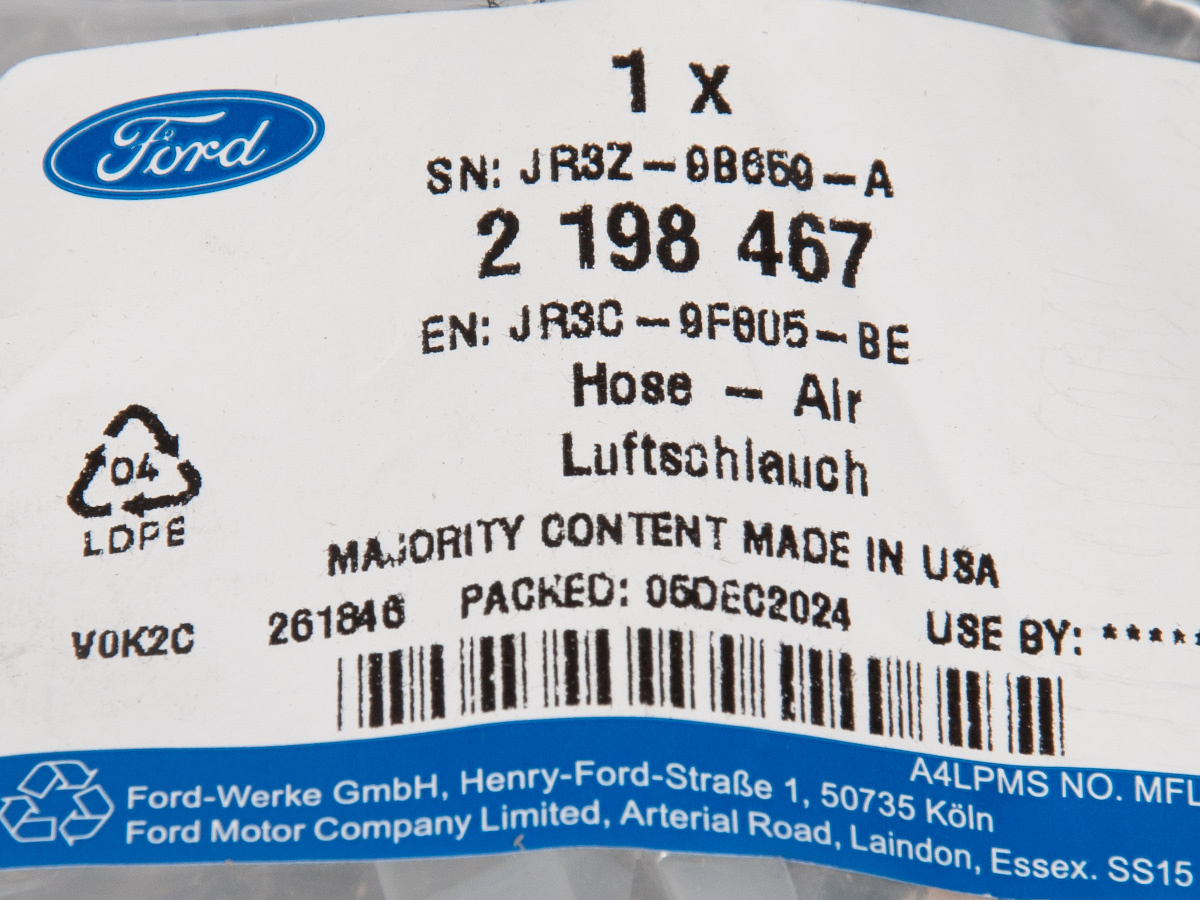 Ford
1 x
SN: JR3Z-9B659-A
2 198 467
EN: JR3C-9F805-BE
Hose - Air
Luftschlauch
04
LDPE
MAJORITY CONTENT MADE IN USA
V0K2C 261846 PACKED: 06DEC2024 USE BY: *****
A4LPMS NO. MFL
Ford-Werke GmbH, Henry-Ford-Straße 1, 50735 Köln
Ford Motor Company Limited, Arterial Road, Laindon, Essex. SS15